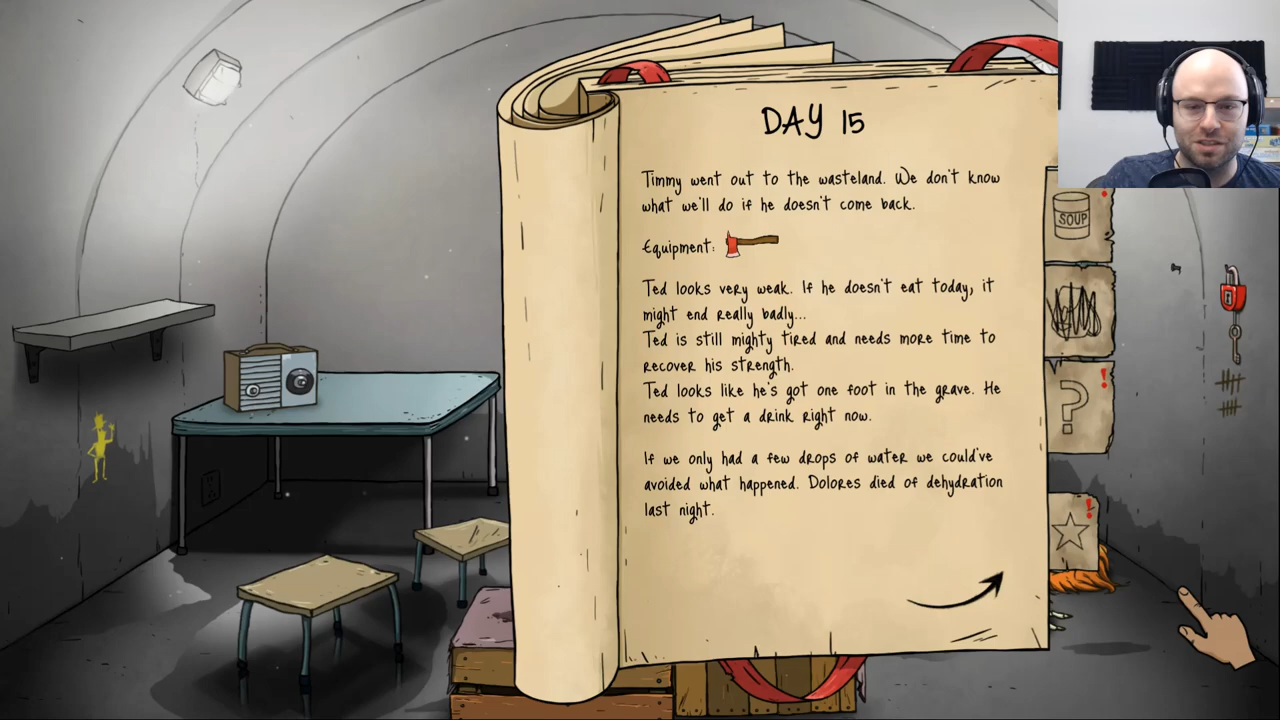 DAY 15
Timmy went out to the wasteland. We don't know
what we'll do if he doesn't come back.
Equipment:
Ted looks very weak. If he doesn't eat today, it
might end really badly...
Ted is still mighty tired and needs more time to
recover his strength.
Ted looks like he's got one foot in the grave. He
needs to get a drink right now.
If we only had a few drops of water we could've
avoided what happened. Dolores died of dehydration
last night.
SOUP
!
?
!